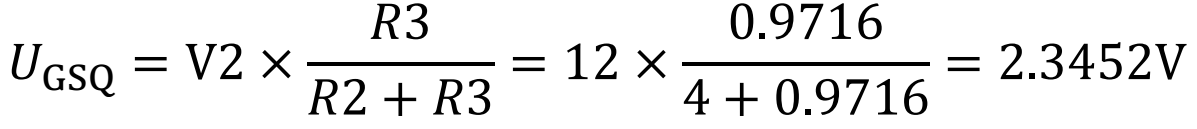 U_GSQ = V2 × R3/(R2 + R3) = 12 × 0.9716/(4 + 0.9716) = 2.3452V